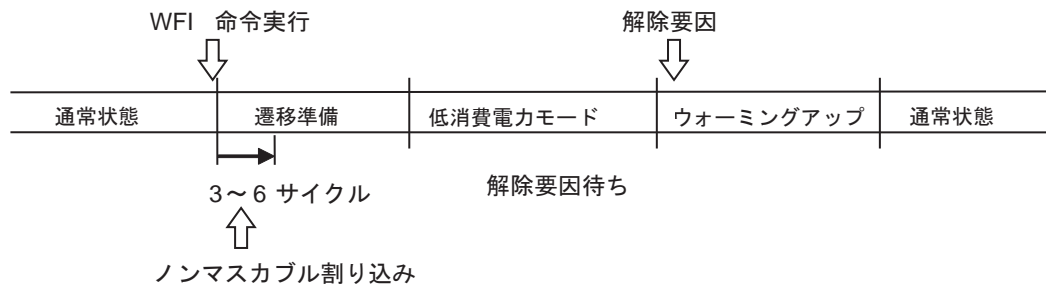 WFI 命令実行
解除要因
通常状態
遷移準備
低消費電力モード
ウォーミングアップ
通常状態
3～6 サイクル
解除要因待ち
ノンマスカブル割り込み